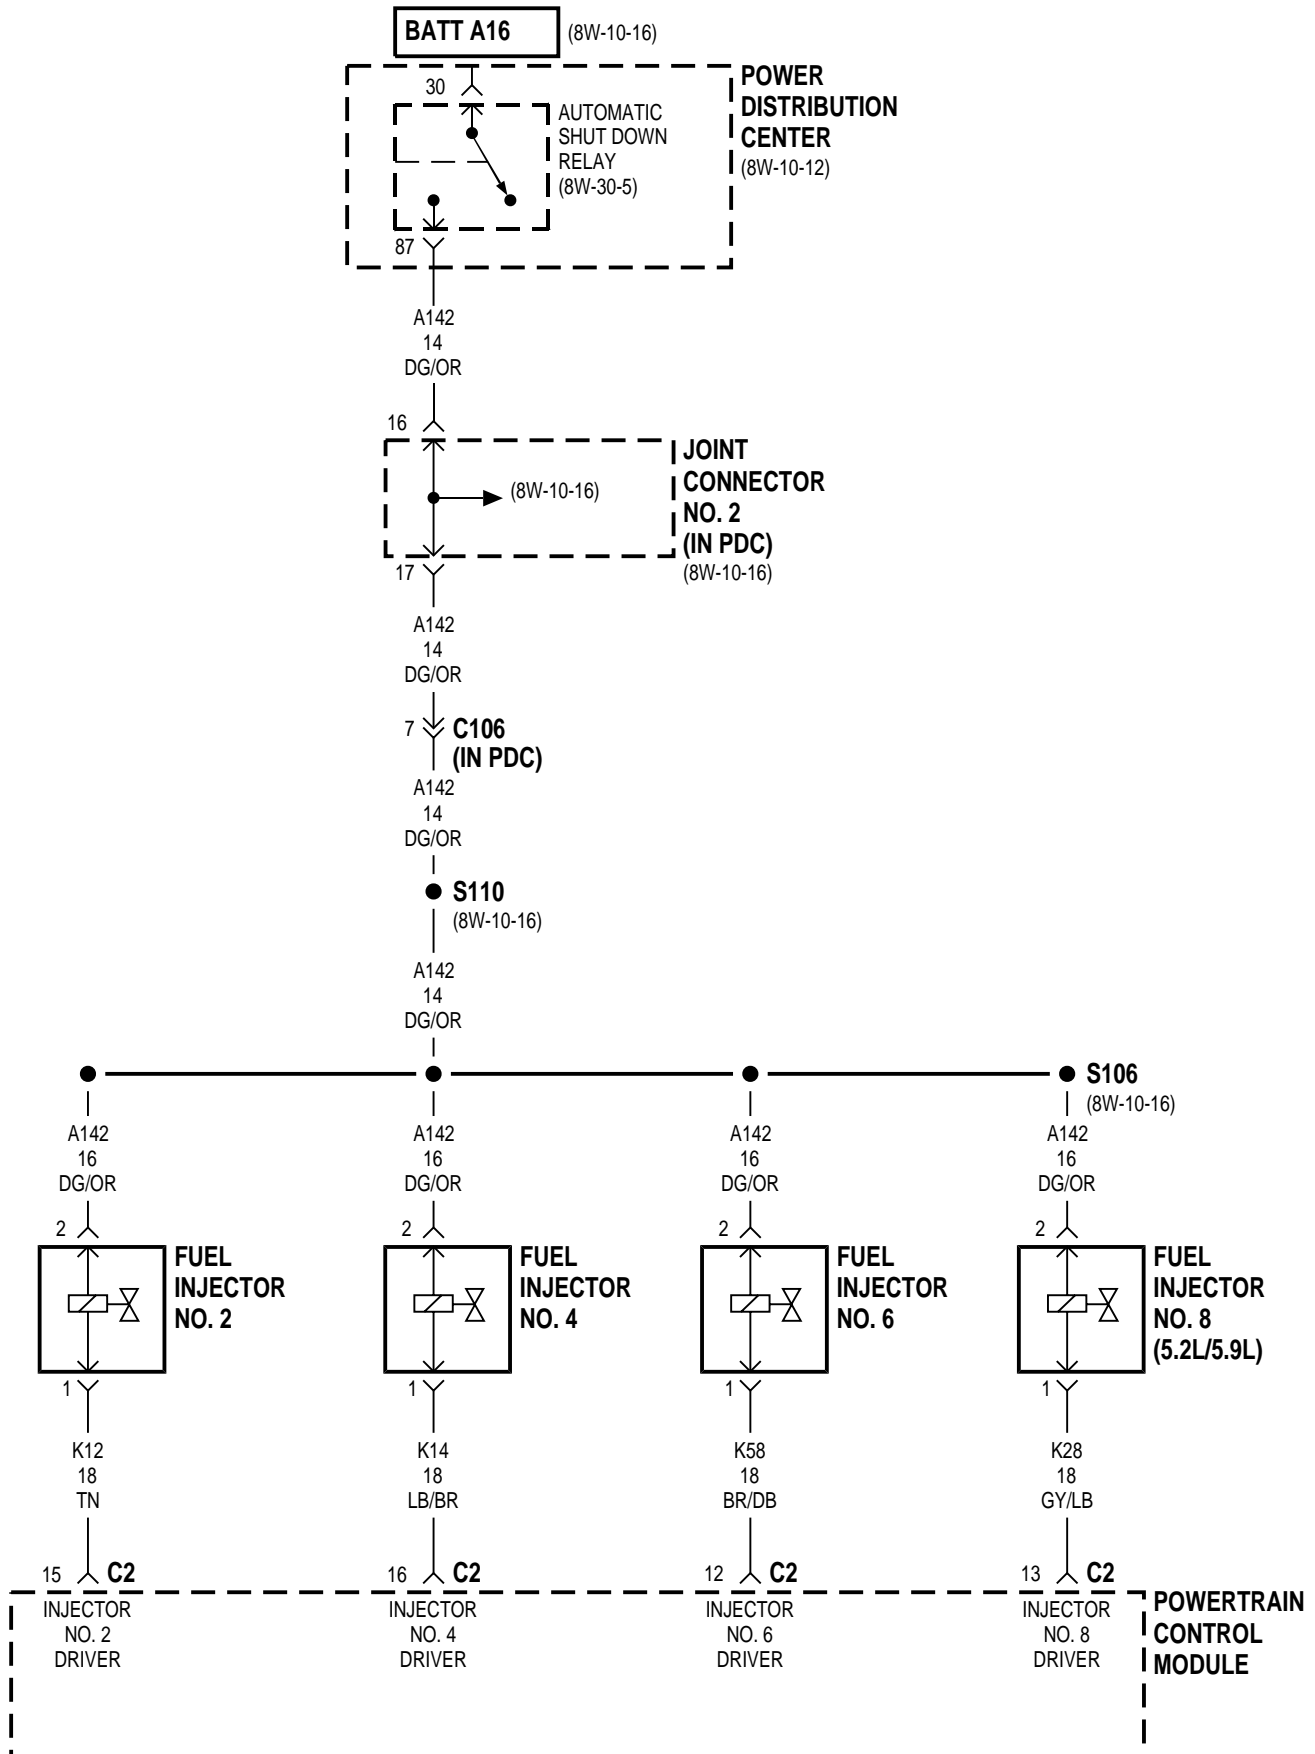 BATT A16
(8W-10-16)
POWER
DISTRIBUTION
CENTER
(8W-10-12)
30
AUTOMATIC
SHUT DOWN
RELAY
(8W-30-5)
87
A142
14
DG/OR
16
(8W-10-16)
JOINT
CONNECTOR
NO. 2
(IN PDC)
(8W-10-16)
17
A142
14
DG/OR
7
C106
(IN PDC)
A142
14
DG/OR
S110
(8W-10-16)
A142
14
DG/OR
S106
(8W-10-16)
A142
16
DG/OR
A142
16
DG/OR
A142
16
DG/OR
A142
16
DG/OR
2
FUEL
INJECTOR
NO. 2
2
FUEL
INJECTOR
NO. 4
2
FUEL
INJECTOR
NO. 6
2
FUEL
INJECTOR
NO. 8
(5.2L/5.9L)
1
1
1
1
K12
18
TN
K14
18
LB/BR
K58
18
BR/DB
K28
18
GY/LB
15 C2
16 C2
12 C2
13 C2
INJECTOR
NO. 2
DRIVER
INJECTOR
NO. 4
DRIVER
INJECTOR
NO. 6
DRIVER
INJECTOR
NO. 8
DRIVER
POWERTRAIN
CONTROL
MODULE